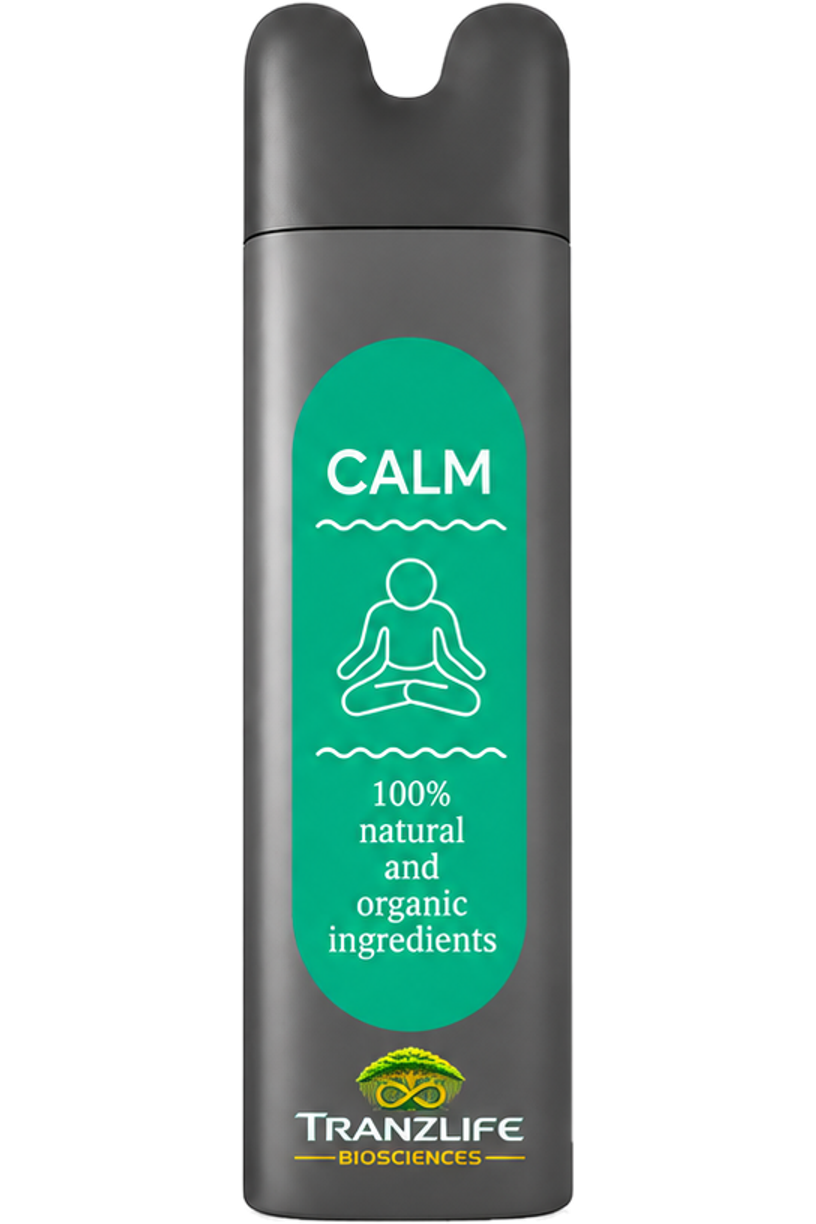 CALM
100%
natural
and
organic
ingredients
TRANZLIFE
BIOSCIENCES